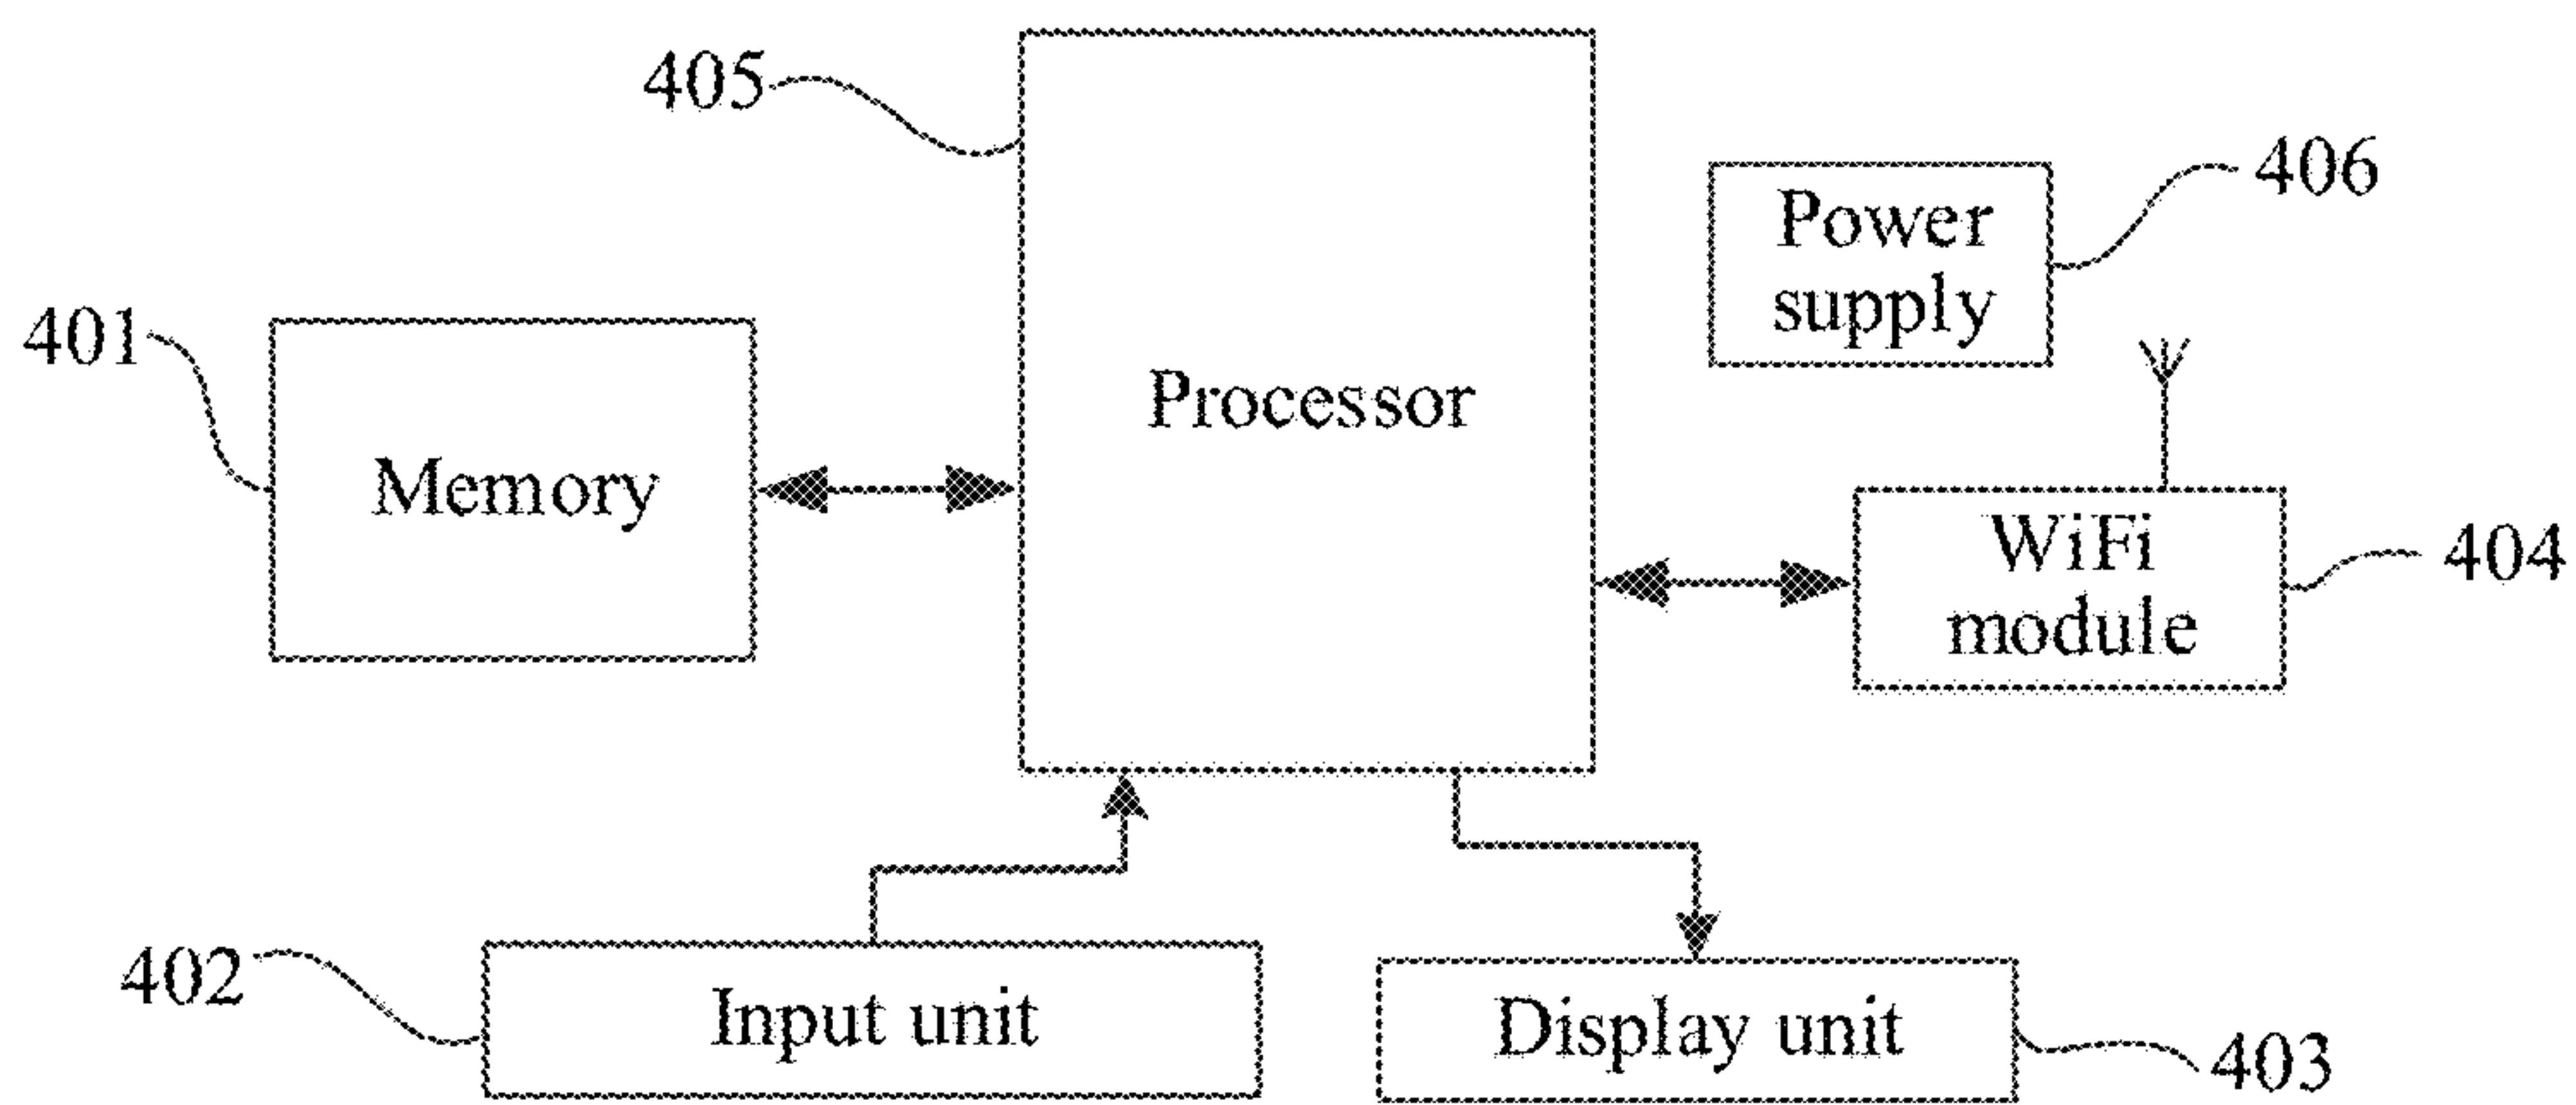 405
Processor
Power
supply
406
401
Memory
WiFi
module
404
402
Input unit
Display unit
403